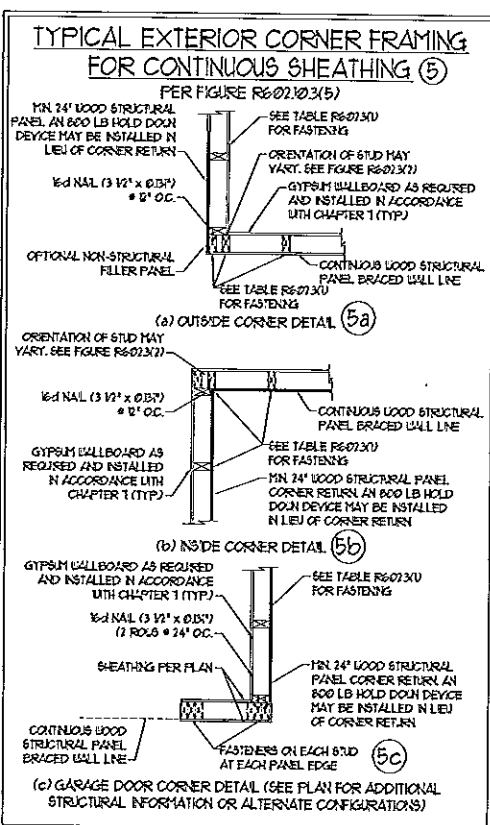 TYPICAL EXTERIOR CORNER FRAMING
FOR CONTINUOUS SHEATHING 5
PER FIGURE R602.10.3(5)
MIN. 24" WOOD STRUCTURAL
PANEL. AN 800 LB HOLD DOWN
DEVICE MAY BE INSTALLED IN
LIEU OF CORNER RETURN
SEE TABLE R602.3(1)
FOR FASTENING
ORIENTATION OF STUD MAY
VARY. SEE FIGURE R602.3(2)
16d NAIL (3 1/2" x 0.131")
@ 12" O.C.
GYPSUM WALLBOARD AS REQUIRED
AND INSTALLED IN ACCORDANCE
WITH CHAPTER 7 (TYP.)
OPTIONAL NON-STRUCTURAL
FILLER PANEL
CONTINUOUS WOOD STRUCTURAL
PANEL BRACED WALL LINE
SEE TABLE R602.3(1)
FOR FASTENING
(a) OUTSIDE CORNER DETAIL 5a
ORIENTATION OF STUD MAY
VARY. SEE FIGURE R602.3(2)
16d NAIL (3 1/2" x 0.131")
@ 12" O.C.
CONTINUOUS WOOD STRUCTURAL
PANEL BRACED WALL LINE
SEE TABLE R602.3(1)
FOR FASTENING
GYPSUM WALLBOARD AS
REQUIRED AND INSTALLED
IN ACCORDANCE WITH
CHAPTER 7 (TYP.)
MIN. 24" WOOD STRUCTURAL PANEL
CORNER RETURN. AN 800 LB HOLD
DOWN DEVICE MAY BE INSTALLED
IN LIEU OF CORNER RETURN
(b) INSIDE CORNER DETAIL 5b
GYPSUM WALLBOARD AS REQUIRED
AND INSTALLED IN ACCORDANCE
WITH CHAPTER 7 (TYP.)
SEE TABLE R602.3(1)
FOR FASTENING
16d NAIL (3 1/2" x 0.131")
(2 ROWS @ 24" O.C.
SHEATHING PER PLAN
MIN. 24" WOOD STRUCTURAL
PANEL CORNER RETURN. AN
800 LB HOLD DOWN DEVICE
MAY BE INSTALLED IN LIEU
OF CORNER RETURN.
CONTINUOUS WOOD
STRUCTURAL PANEL
BRACED WALL LINE
FASTENERS ON EACH STUD
AT EACH PANEL EDGE
5c
(c) GARAGE DOOR CORNER DETAIL (SEE PLAN FOR ADDITIONAL
STRUCTURAL INFORMATION OR ALTERNATE CONFIGURATIONS)